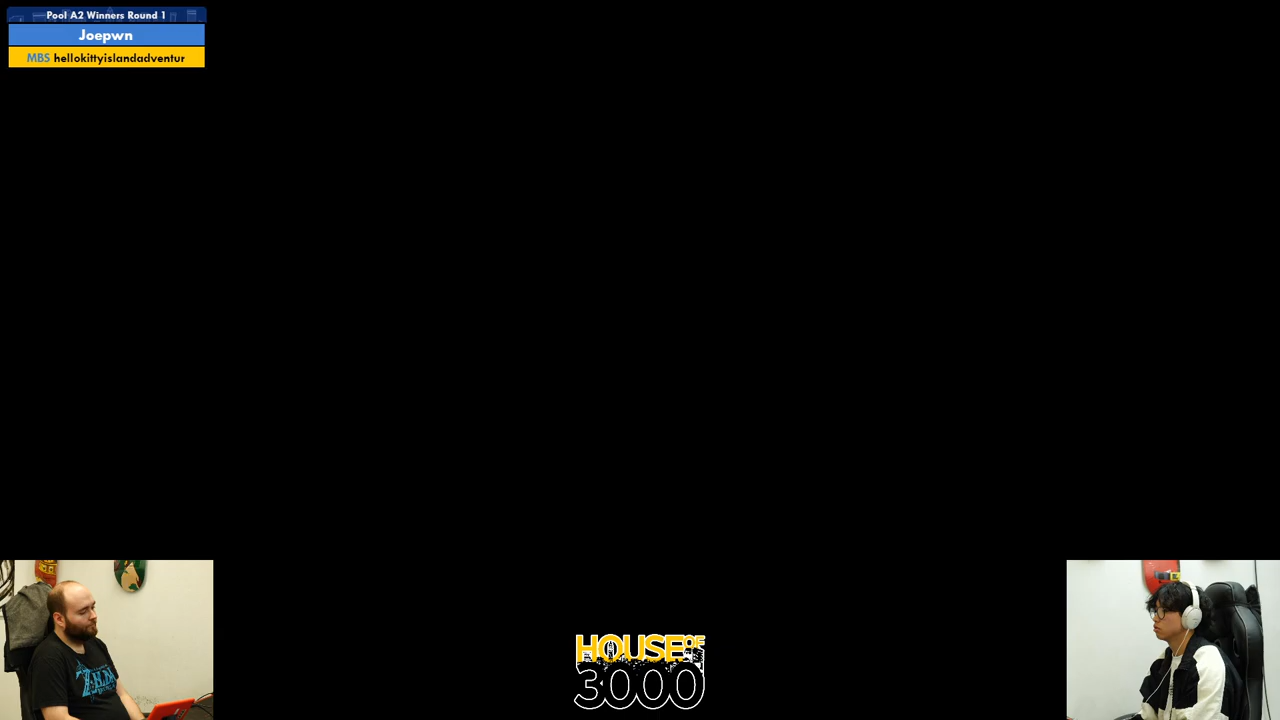 Pool A2 Winners Round 1
Joepwn
MBS hellokittyislandadventur
HOUSE OF
3000